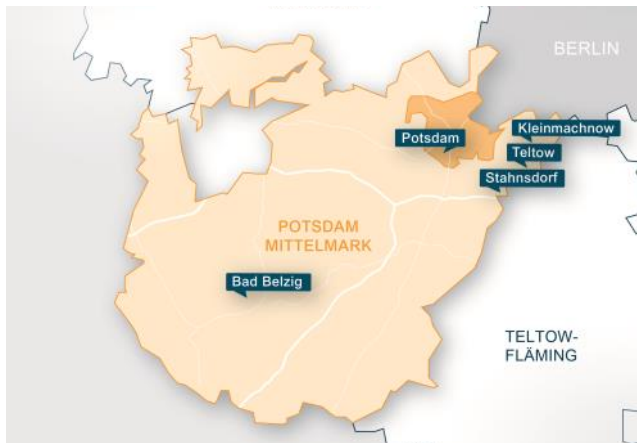 BERLIN
Kleinmachnow
Potsdam
Teltow
Stahnsdorf
POTSDAM
MITTELMARK
Bad Belzig
TELTOW-
FLÄMING